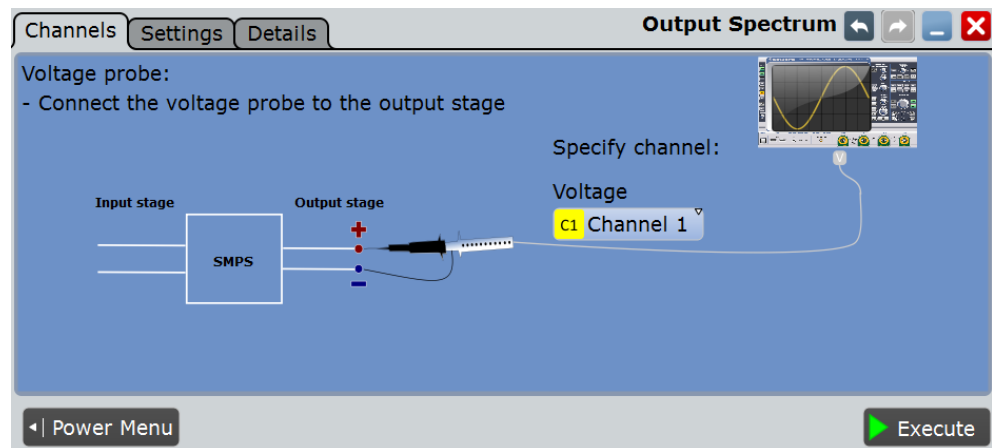 Channels Settings Details Output Spectrum
Voltage probe:
- Connect the voltage probe to the output stage
Specify channel:
V
Voltage
C1 Channel 1
Input stage Output stage
+
SMPS
−
Power Menu
Execute